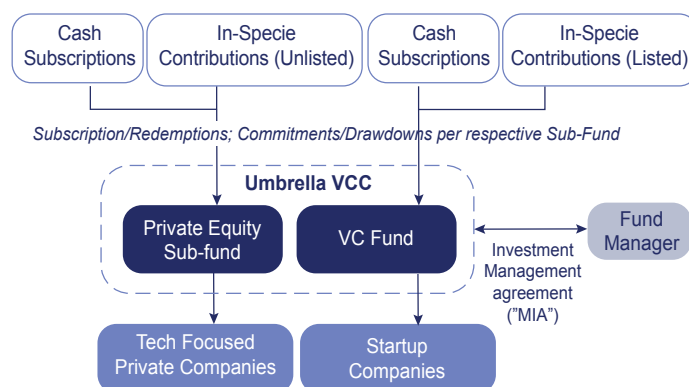 Cash
Subscriptions
In-Specie
Contributions (Unlisted)
Cash
Subscriptions
In-Specie
Contributions (Listed)
Subscription/Redemptions; Commitments/Drawdowns per respective Sub-Fund
Umbrella VCC
Private Equity
Sub-fund
VC Fund
Fund
Manager
Investment
Management
agreement
("MIA")
Tech Focused
Private Companies
Startup
Companies